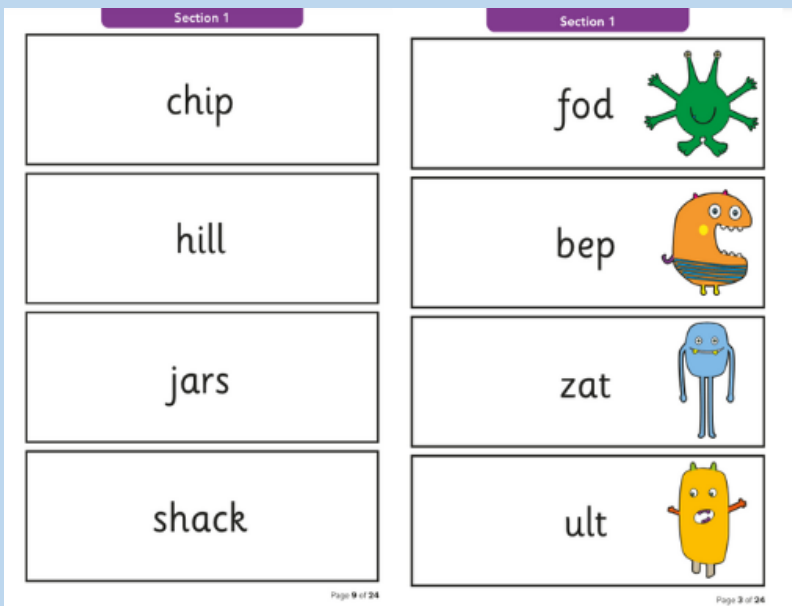 Section 1
chip
hill
jars
shack
Page 9 of 24
Section 1
fod
bep
zat
ult
Page 3 of 24